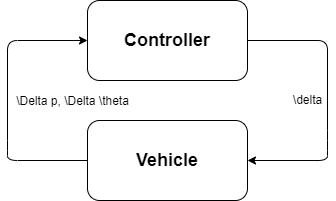 Controller
\Delta p, \Delta \theta
\delta
Vehicle